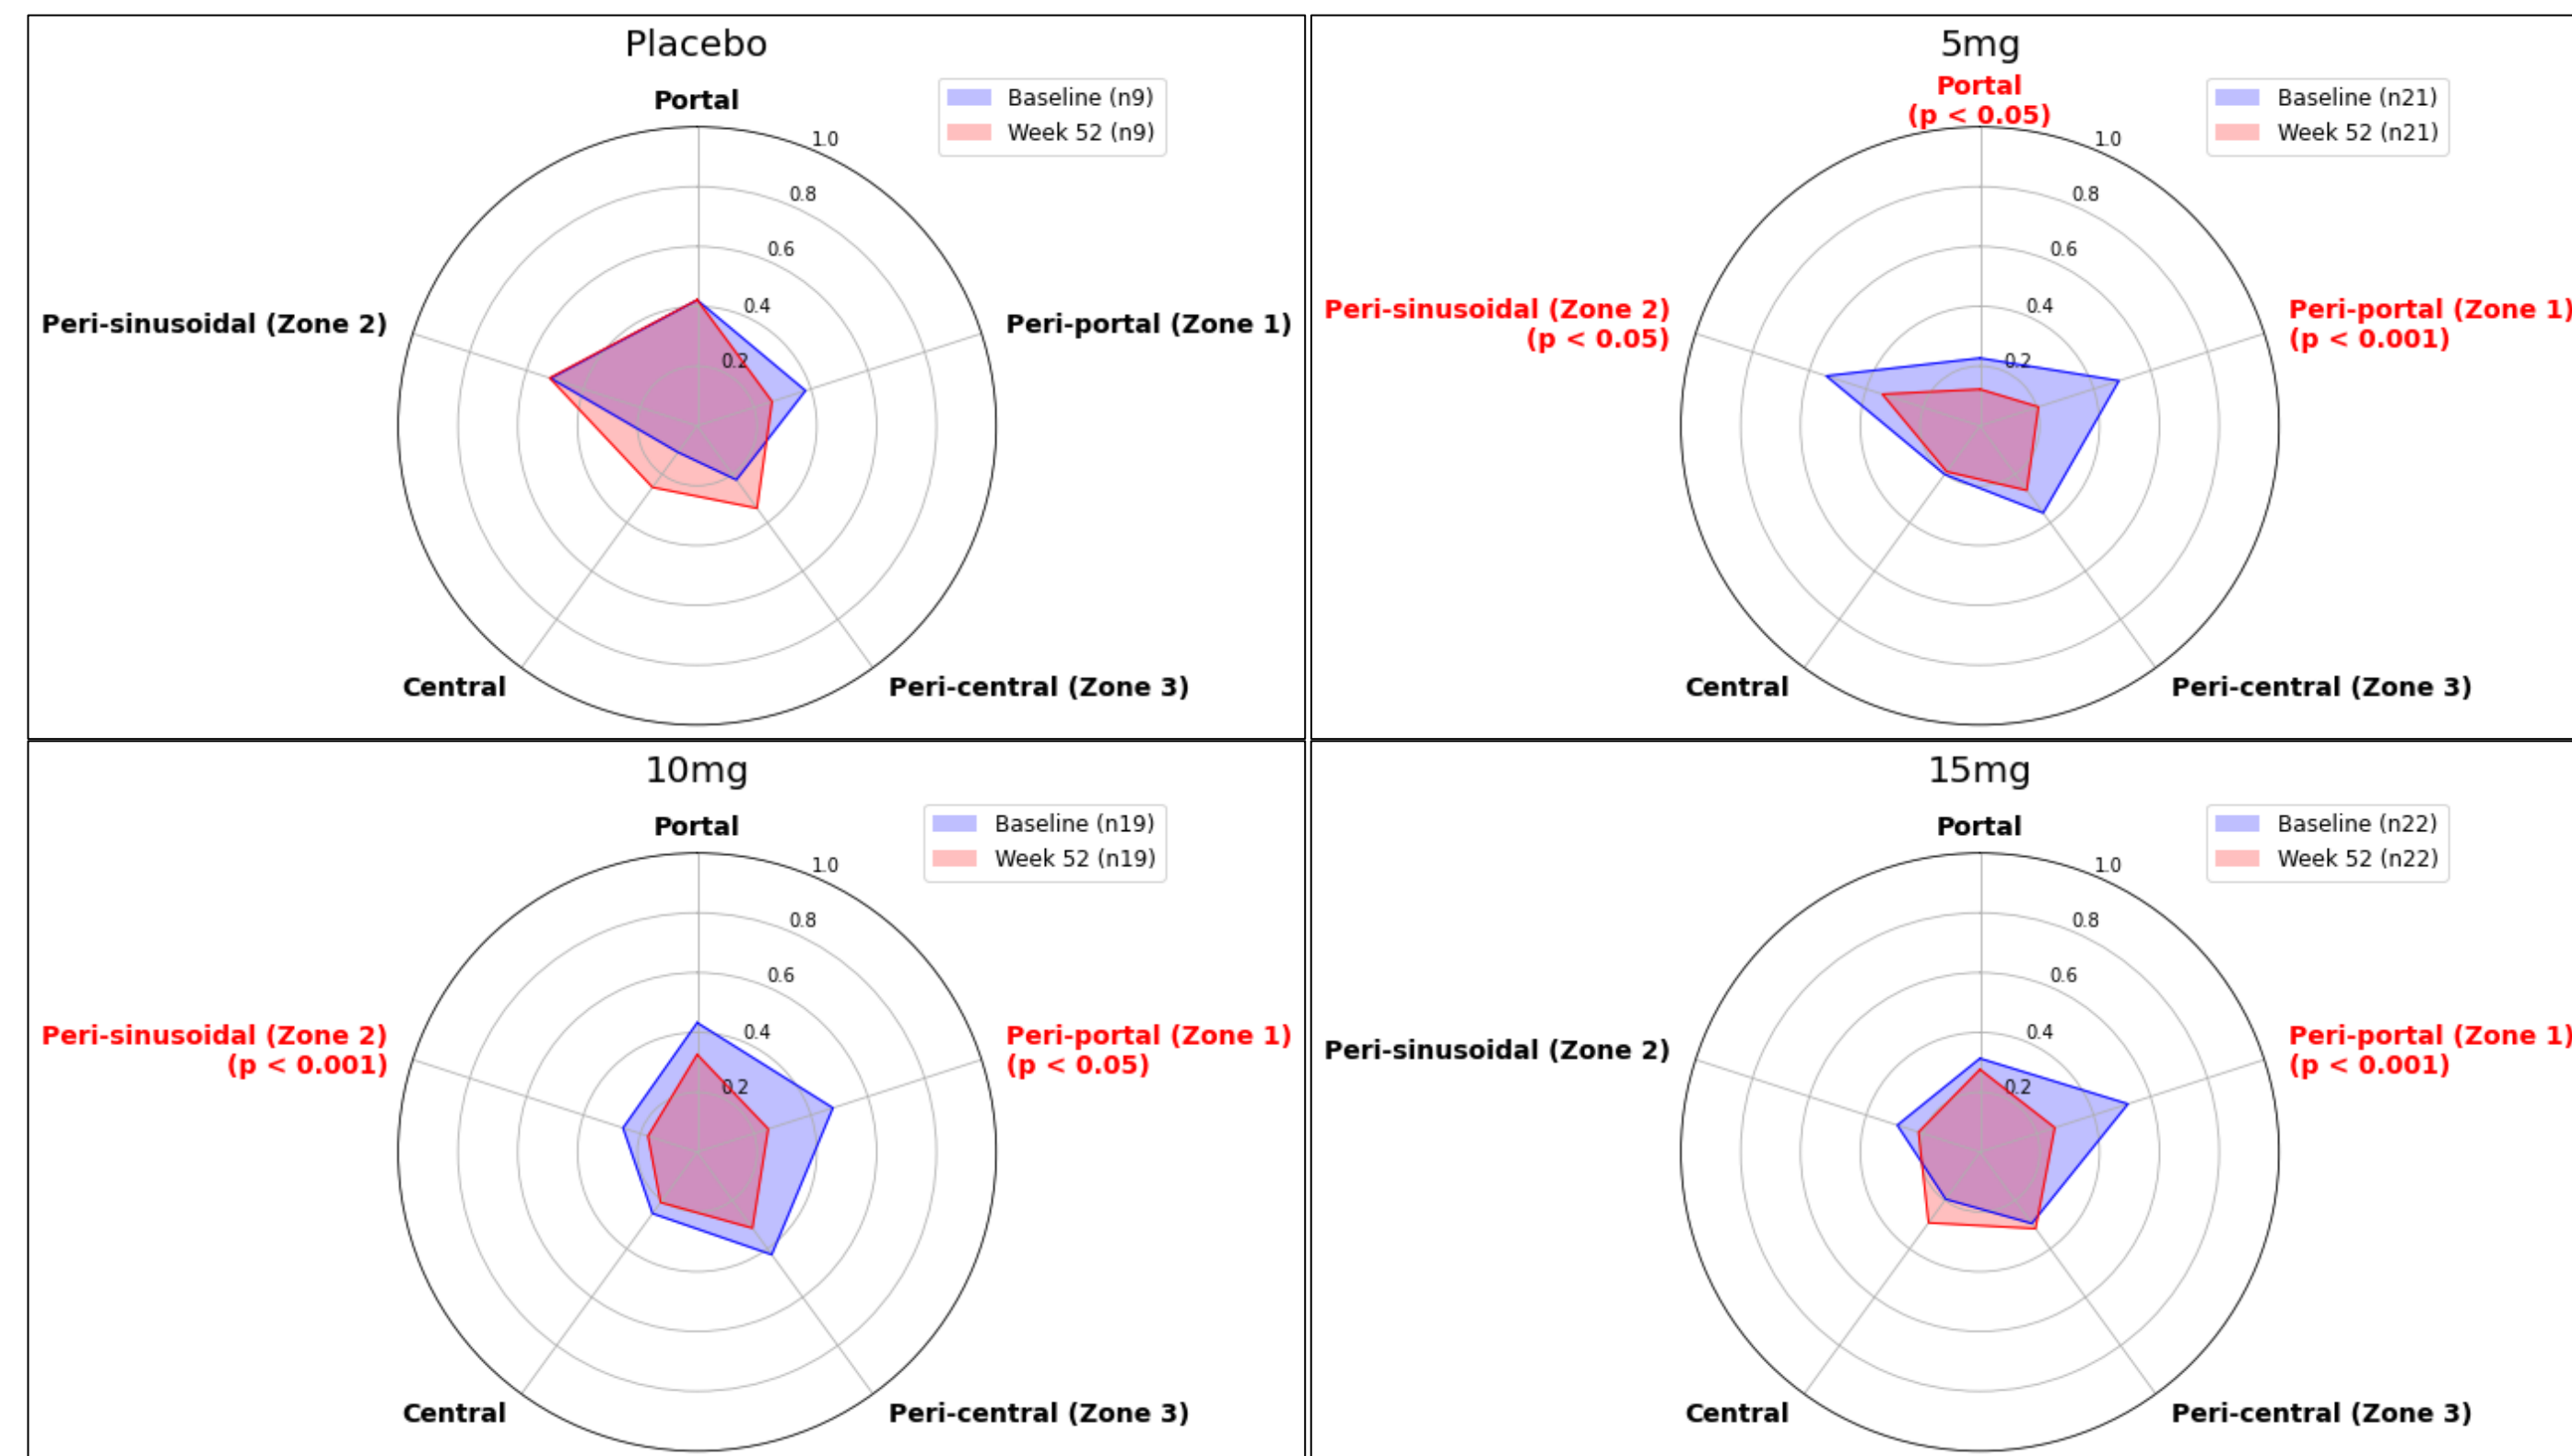 Placebo
Baseline (n9)
Week 52 (n9)
Portal
1.0
0.8
0.6
0.4
0.2
Peri-sinusoidal (Zone 2)
Peri-portal (Zone 1)
Central
Peri-central (Zone 3)
5mg
Portal
(p < 0.05)
Baseline (n21)
Week 52 (n21)
1.0
0.8
0.6
0.4
0.2
Peri-sinusoidal (Zone 2)
(p < 0.05)
Peri-portal (Zone 1)
(p < 0.001)
Central
Peri-central (Zone 3)
10mg
Baseline (n19)
Week 52 (n19)
Portal
1.0
0.8
0.6
0.4
0.2
Peri-sinusoidal (Zone 2)
(p < 0.001)
Peri-portal (Zone 1)
(p < 0.05)
Central
Peri-central (Zone 3)
15mg
Baseline (n22)
Week 52 (n22)
Portal
1.0
0.8
0.6
0.4
0.2
Peri-sinusoidal (Zone 2)
Peri-portal (Zone 1)
(p < 0.001)
Central
Peri-central (Zone 3)